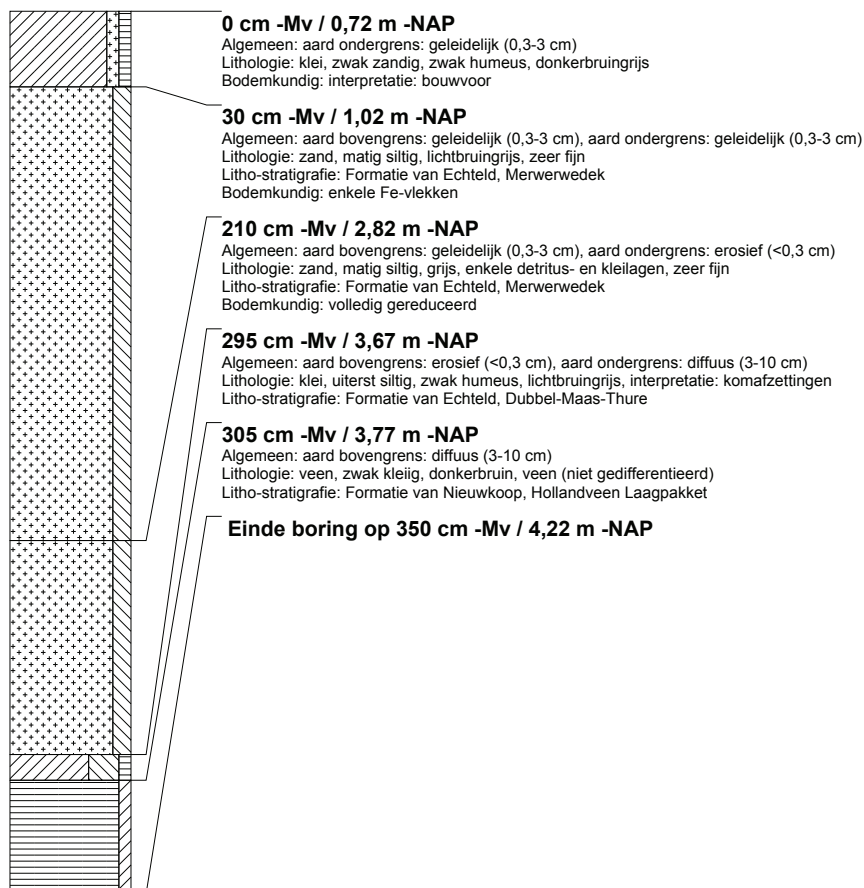 0 cm -Mv / 0,72 m -NAP
Algemeen: aard ondergrens: geleidelijk (0,3-3 cm)
Lithologie: klei, zwak zandig, zwak humeus, donkerbruingrijs
Bodemkundig: interpretatie: bouwvoor
30 cm -Mv / 1,02 m -NAP
Algemeen: aard bovengrens: geleidelijk (0,3-3 cm), aard ondergrens: geleidelijk (0,3-3 cm)
Lithologie: zand, matig siltig, lichtbruingrijs, zeer fijn
Litho-stratigrafie: Formatie van Echteld, Merwerwedek
Bodemkundig: enkele Fe-vlekken
210 cm -Mv / 2,82 m -NAP
Algemeen: aard bovengrens: geleidelijk (0,3-3 cm), aard ondergrens: erosief (<0,3 cm)
Lithologie: zand, matig siltig, grijs, enkele detritus- en kleilagen, zeer fijn
Litho-stratigrafie: Formatie van Echteld, Merwerwedek
Bodemkundig: volledig gereduceerd
295 cm -Mv / 3,67 m -NAP
Algemeen: aard bovengrens: erosief (<0,3 cm), aard ondergrens: diffuus (3-10 cm)
Lithologie: klei, uiterst siltig, zwak humeus, lichtbruingrijs, interpretatie: komafzettingen
Litho-stratigrafie: Formatie van Echteld, Dubbel-Maas-Thure
305 cm -Mv / 3,77 m -NAP
Algemeen: aard bovengrens: diffuus (3-10 cm)
Lithologie: veen, zwak kleiig, donkerbruin, veen (niet gedifferentieerd)
Litho-stratigrafie: Formatie van Nieuwkoop, Hollandveen Laagpakket
Einde boring op 350 cm -Mv / 4,22 m -NAP